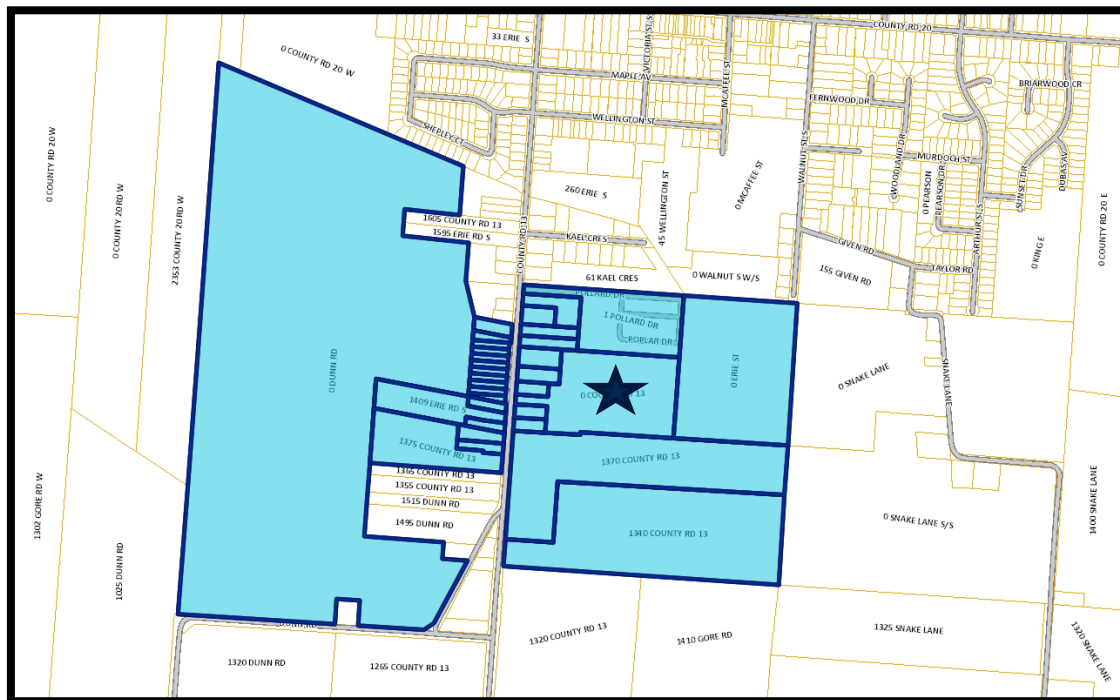 COUNTY RD 20
33 ERIE S
VICTORIA ST S
MCAFEE ST
0 COUNTY RD 20 W
MAPLE AV
BRIARWOOD CR
FERNWOOD DR
WELLINGTON ST
SHEPLEY CT
0 COUNTY RD 20 W
WALNUT ST S
MURDOCH ST
WOODLAND DR
0 PEARSON
PEARSON DR
SUNSET DR
DUBAS AV
260 ERIE S
0 MCAFFEE ST
45 WELLINGTON ST
ARTHUR ST S
0 COUNTY RD 20 W
2353 COUNTY RD 20 W
1605 COUNTY RD 13
1595 ERIE RD S
COUNTY RD 13
KAEL CRES
GIVEN RD
0 KING E
0 COUNTY RD 20 E
61 KAEL CRES
0 WALNUT S W/S
155 GIVEN RD
TAYLOR RD
POLLARD DR
1 POLLARD DR
POPLAR DR
0 DUNN RD
0 ERIE ST
0 SNAKE LANE
SNAKE LANE
0 COUNTY RD 13
1409 ERIE RD S
1375 COUNTY RD 13
1370 COUNTY RD 13
1365 COUNTY RD 13
1355 COUNTY RD 13
1515 DUNN RD
1495 DUNN RD
1302 GORE RD W
1025 DUNN RD
1340 COUNTY RD 13
0 SNAKE LANE S/S
1400 SNAKE LANE
DUNN RD
1320 COUNTY RD 13
1410 GORE RD
1325 SNAKE LANE
1320 SNAKE LANE
1320 DUNN RD
1265 COUNTY RD 13